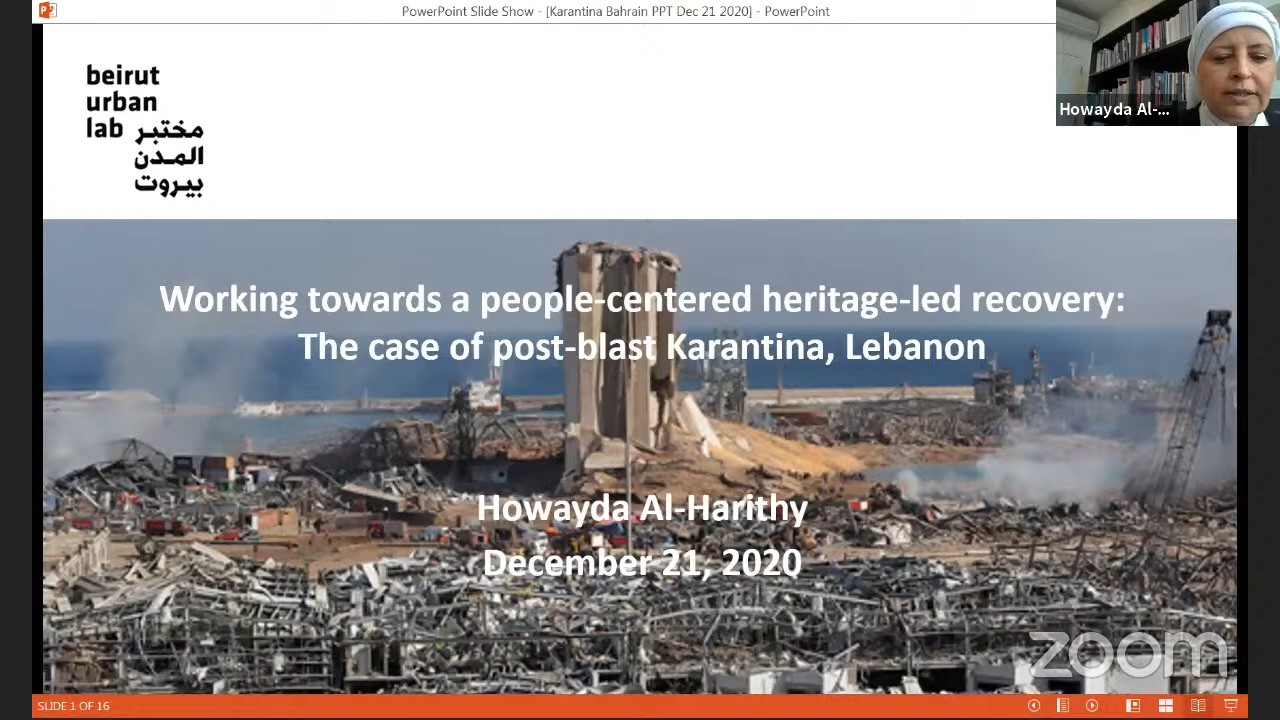 PowerPoint Slide Show - [Karantina Bahrain PPT Dec 21 2020] - PowerPoint
beirut
urban
lab مختبر
المدن
بيروت
Howayda Al-...
Working towards a people-centered heritage-led recovery:
The case of post-blast Karantina, Lebanon
Howayda Al-Harithy
December 21, 2020
zoom
SLIDE 1 OF 16